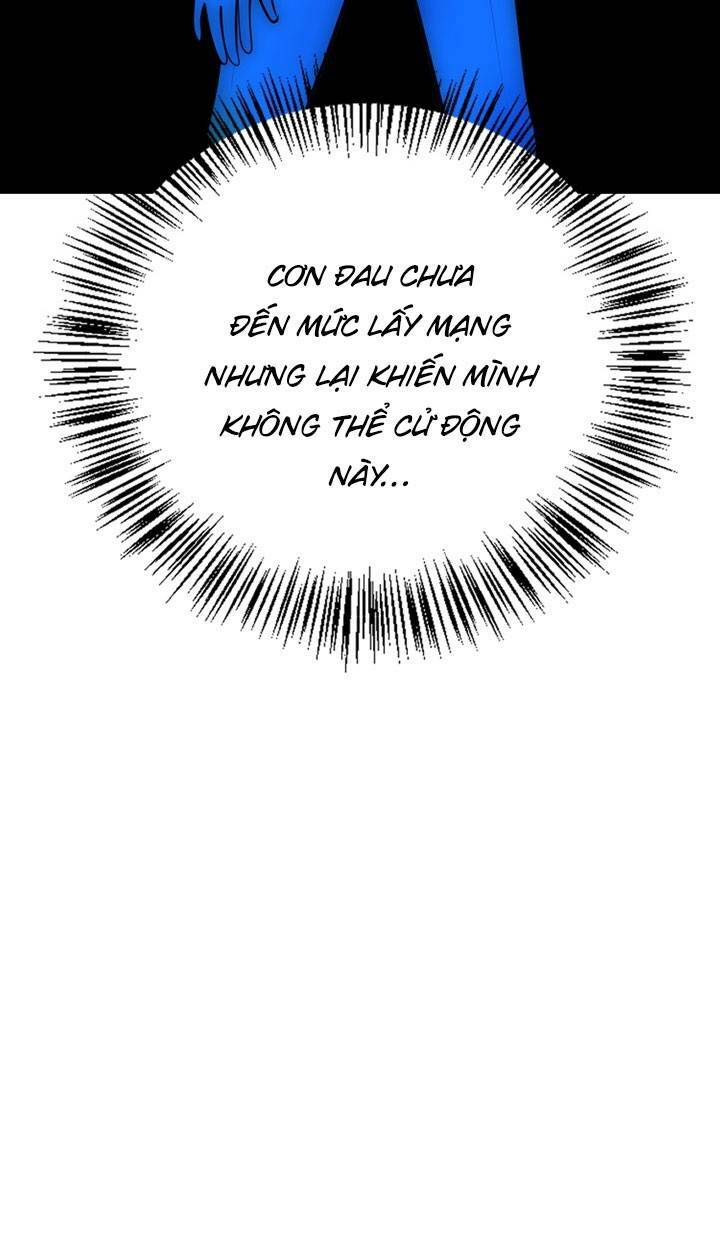 CƠN ĐAU CHƯA
ĐẾN MỨC LẤY MẠNG
NHƯNG LẠI KHIẾN MÌNH
KHÔNG THỂ CỬ ĐỘNG
NÀY...